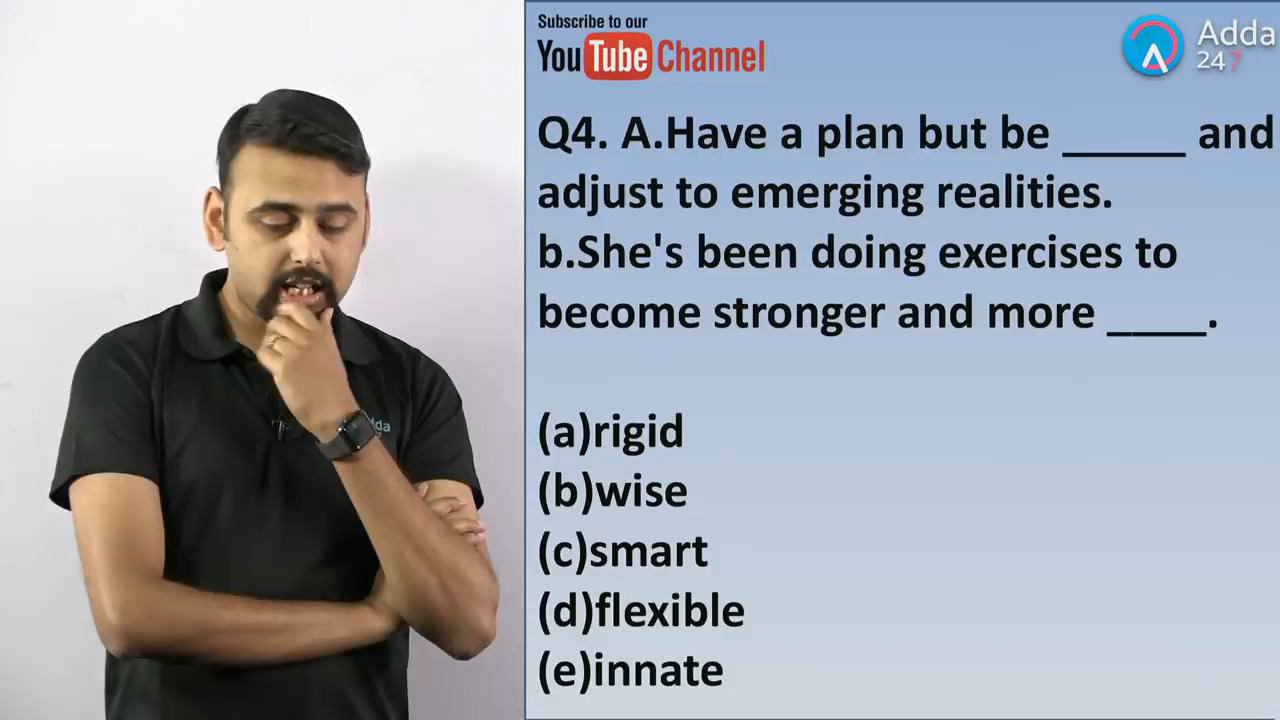 Subscribe to our
YouTube Channel
Adda
247
Q4. A.Have a plan but be _____ and
adjust to emerging realities.
b.She's been doing exercises to
become stronger and more ____.
(a)rigid
(b)wise
(c)smart
(d)flexible
(e)innate